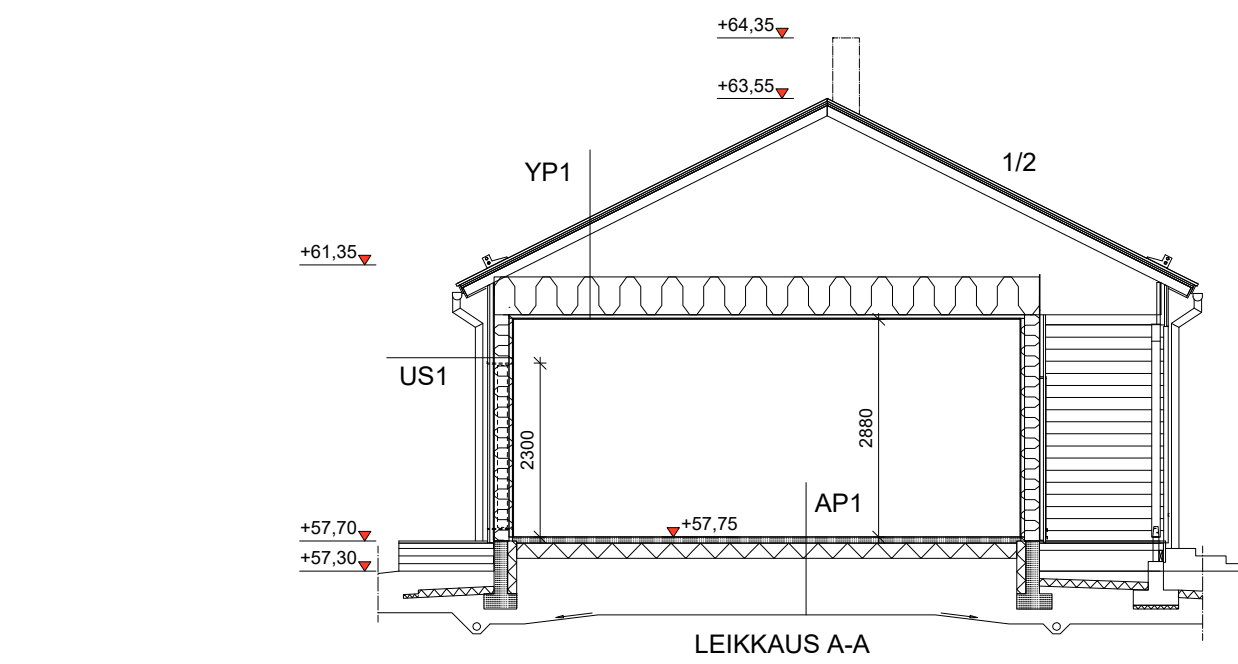 +64,35
+63,55
YP1
1/2
+61,35
US1
2300
2880
AP1
+57,70
+57,75
+57,30
LEIKKAUS A-A